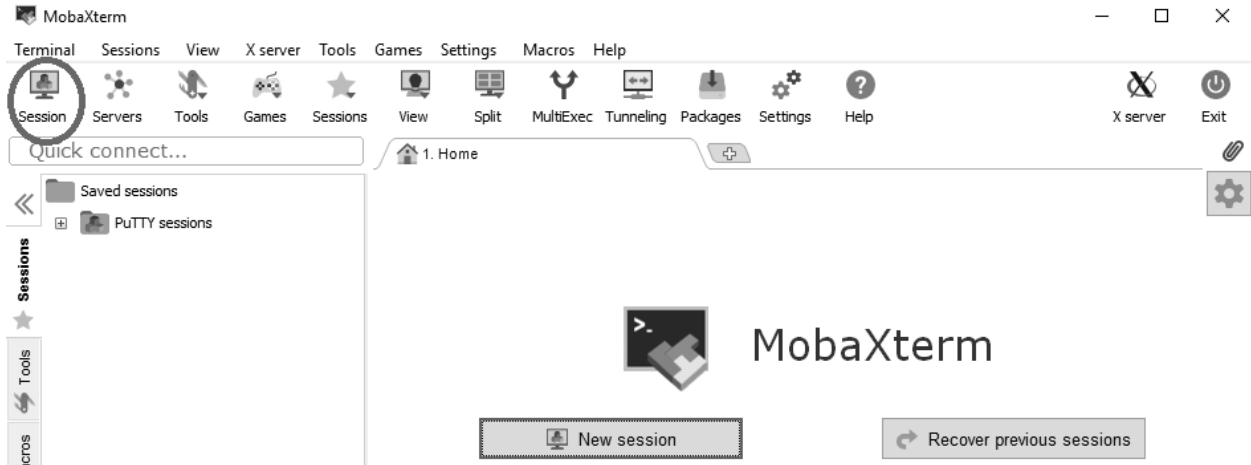 MobaXterm
Terminal Sessions View X server Tools Games Settings Macros Help
Session Servers Tools Games Sessions View Split MultiExec Tunneling Packages Settings Help X server Exit
Quick connect...
1. Home
Saved sessions
PuTTY sessions
Sessions
Tools
>_
MobaXterm
New session
Recover previous sessions